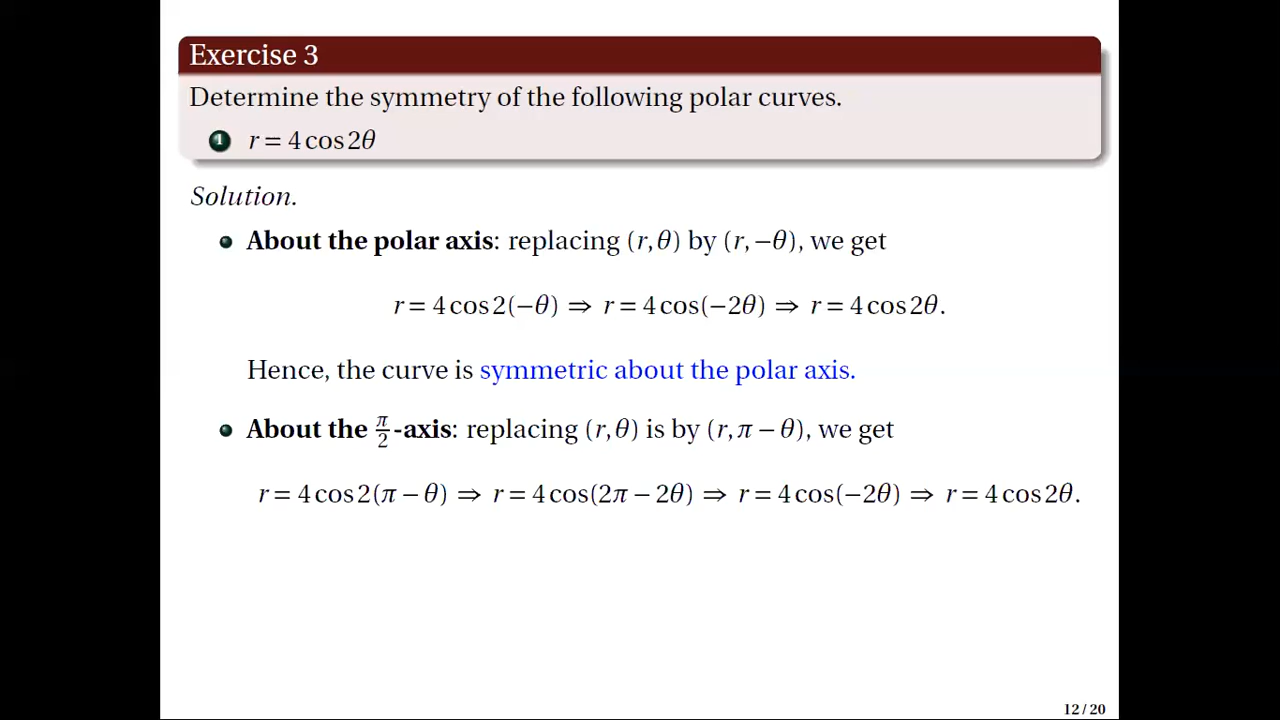 Exercise 3
Determine the symmetry of the following polar curves.
1 r = 4 cos 2θ
Solution.
About the polar axis: replacing (r, θ) by (r, −θ), we get
r = 4 cos 2(−θ) ⇒ r = 4 cos(−2θ) ⇒ r = 4 cos 2θ.
Hence, the curve is symmetric about the polar axis.
About the π/2-axis: replacing (r, θ) is by (r, π − θ), we get
r = 4 cos 2(π − θ) ⇒ r = 4 cos(2π − 2θ) ⇒ r = 4 cos(−2θ) ⇒ r = 4 cos 2θ.
12 / 20